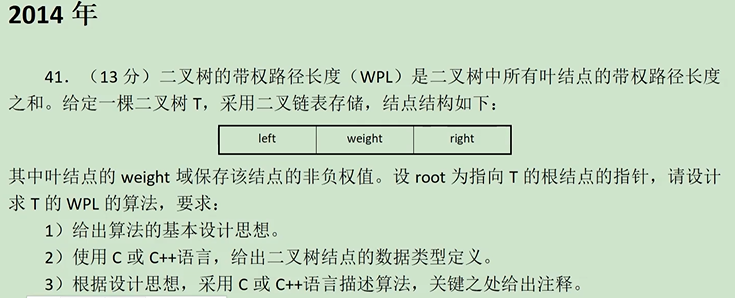 2014 年
41. （13 分）二叉树的带权路径长度（WPL）是二叉树中所有叶结点的带权路径长度
之和。给定一棵二叉树 T，采用二叉链表存储，结点结构如下：
left weight right
其中叶结点的 weight 域保存该结点的非负权值。设 root 为指向 T 的根结点的指针，请设计
求 T 的 WPL 的算法，要求：
1）给出算法的基本设计思想。
2）使用 C 或 C++语言，给出二叉树结点的数据类型定义。
3）根据设计思想，采用 C 或 C++语言描述算法，关键之处给出注释。